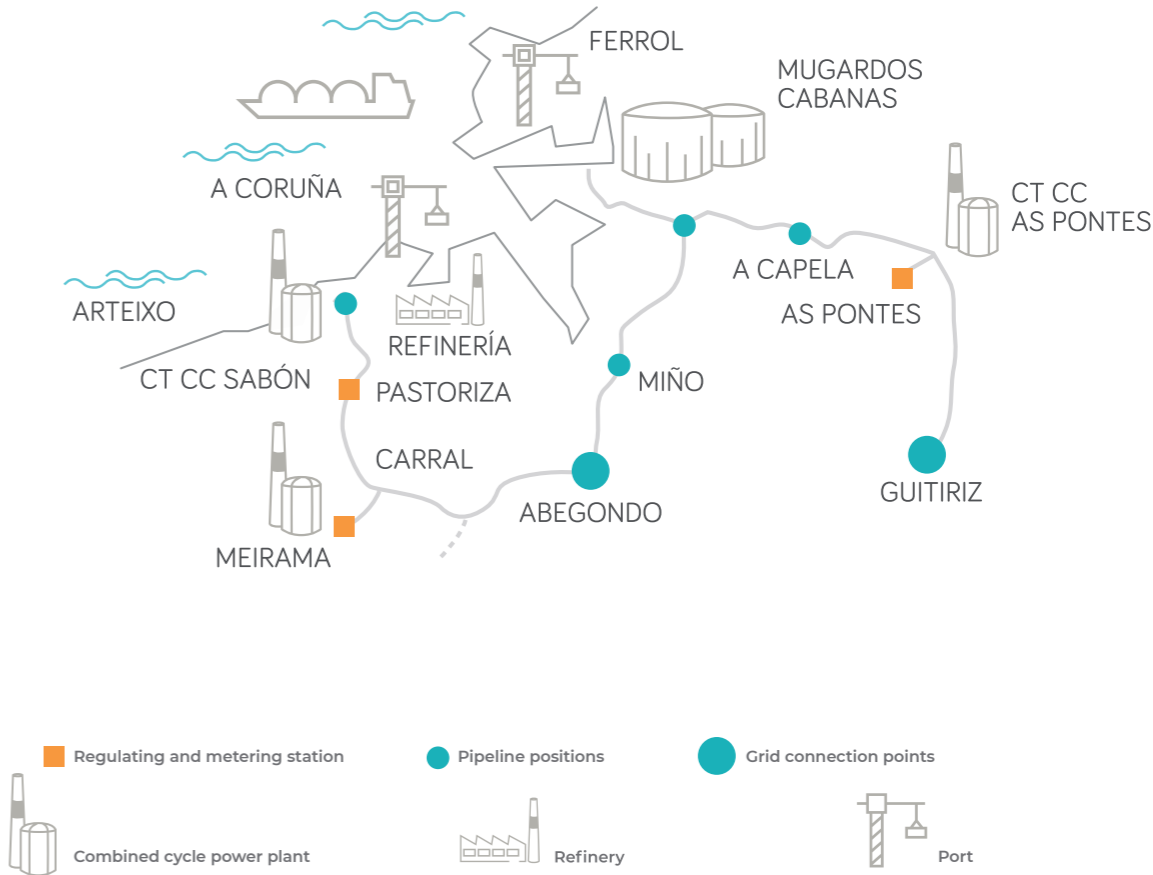 FERROL
MUGARDOS
CABANAS
A CORUÑA
CT CC
AS PONTES
A CAPELA
ARTEIXO
AS PONTES
REFINERÍA
CT CC SABÓN
PASTORIZA
MIÑO
CARRAL
GUITIRIZ
ABEGONDO
MEIRAMA
Regulating and metering station
Pipeline positions
Grid connection points
Combined cycle power plant
Refinery
Port